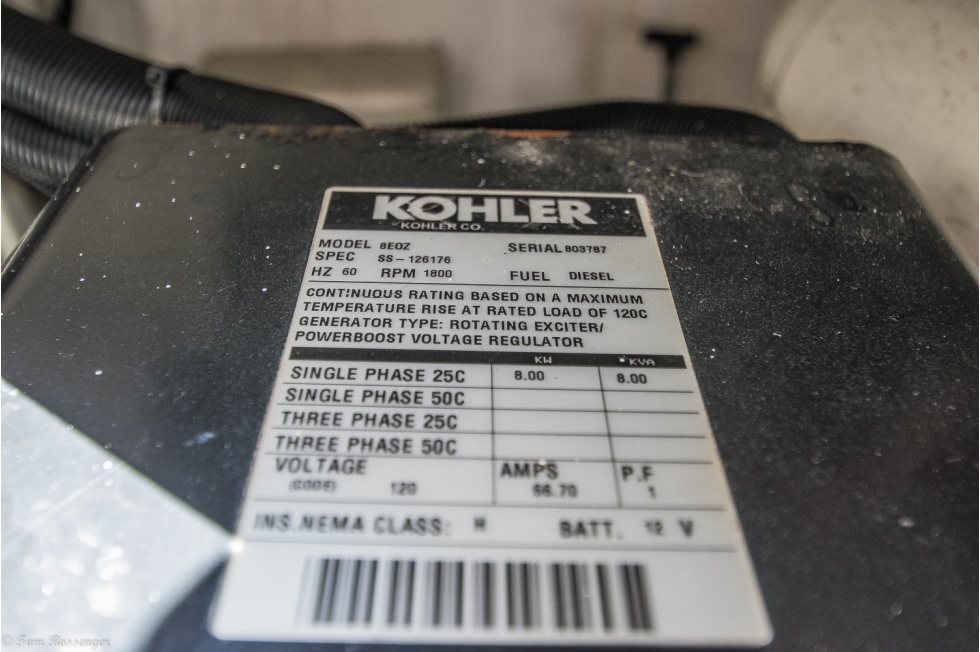 KOHLER
KOHLER CO.
MODEL 8EOZ SERIAL 803787
SPEC SS-126176
HZ 60 RPM 1800 FUEL DIESEL
CONTINUOUS RATING BASED ON A MAXIMUM
TEMPERATURE RISE AT RATED LOAD OF 120C
GENERATOR TYPE: ROTATING EXCITER/
POWERBOOST VOLTAGE REGULATOR
KW KVA
SINGLE PHASE 25C 8.00 8.00
SINGLE PHASE 50C
THREE PHASE 25C
THREE PHASE 50C
VOLTAGE AMPS P.F
120 66.70 1
INS.NEMA CLASS: H BATT. 12 V
© Tom Bessenger